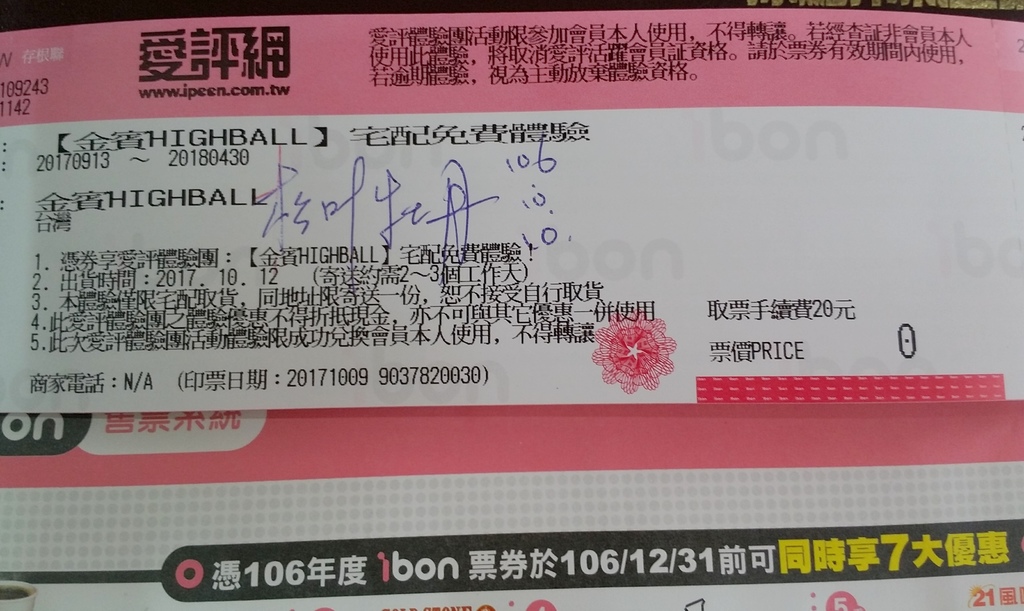 存根聯
愛評網
www.ipeen.com.tw
愛評體驗團活動限參加會員本人使用，不得轉讓。若經查証非會員本人
使用此體驗，將取消愛評活躍會員証資格。請於票券有效期間內使用，
若逾期體驗，視為主動放棄體驗資格。
109243
1142
【金賓HIGHBALL】宅配免費體驗
20170913 ～ 20180430
金賓HIGHBALL
台灣
106
10.
10.
1. 憑券享愛評體驗團：【金賓HIGHBALL】宅配免費體驗！
2. 出貨時間：2017. 10. 12 （寄送約需2～3個工作天）
3. 本體驗僅限宅配取貨，同地址限寄送一份，恕不接受自行取貨
4.此愛評體驗團之體驗優惠不得折抵現金，亦不可與其它優惠一併使用
5.此次愛評體驗團活動體驗限成功兌換會員本人使用，不得轉讓
商家電話：N/A （印票日期：20171009 9037820030）
取票手續費20元
票價PRICE 0
on 售票系統
憑106年度 ibon 票券於106/12/31前可同時享7大優惠
COLD STONE
4
5
21風